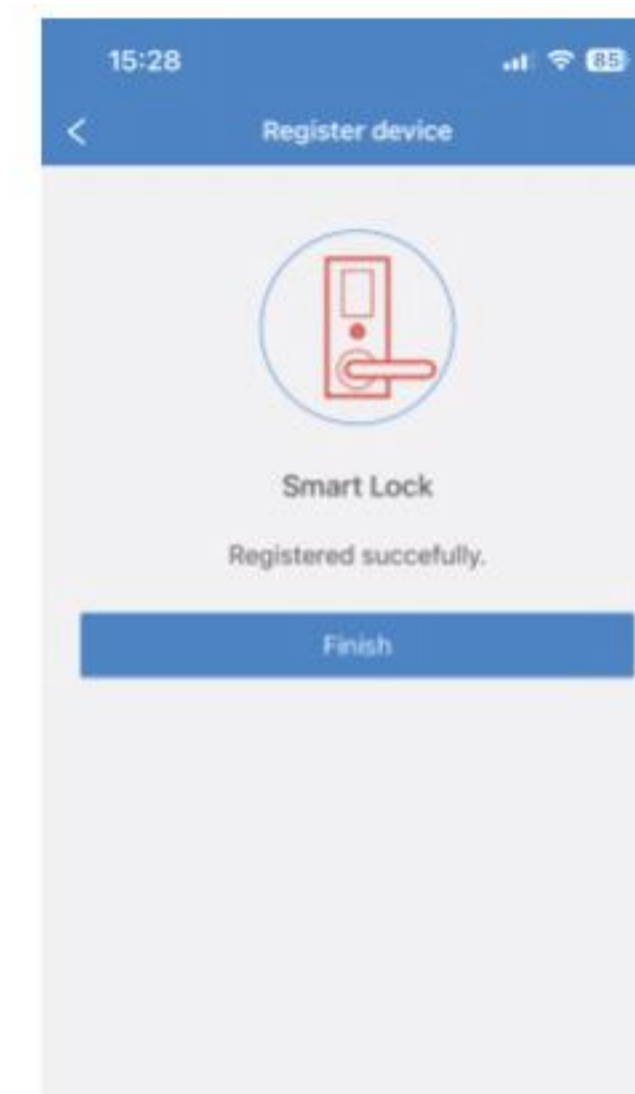 15:28
85
Register device
Smart Lock
Registered succefully.
Finish